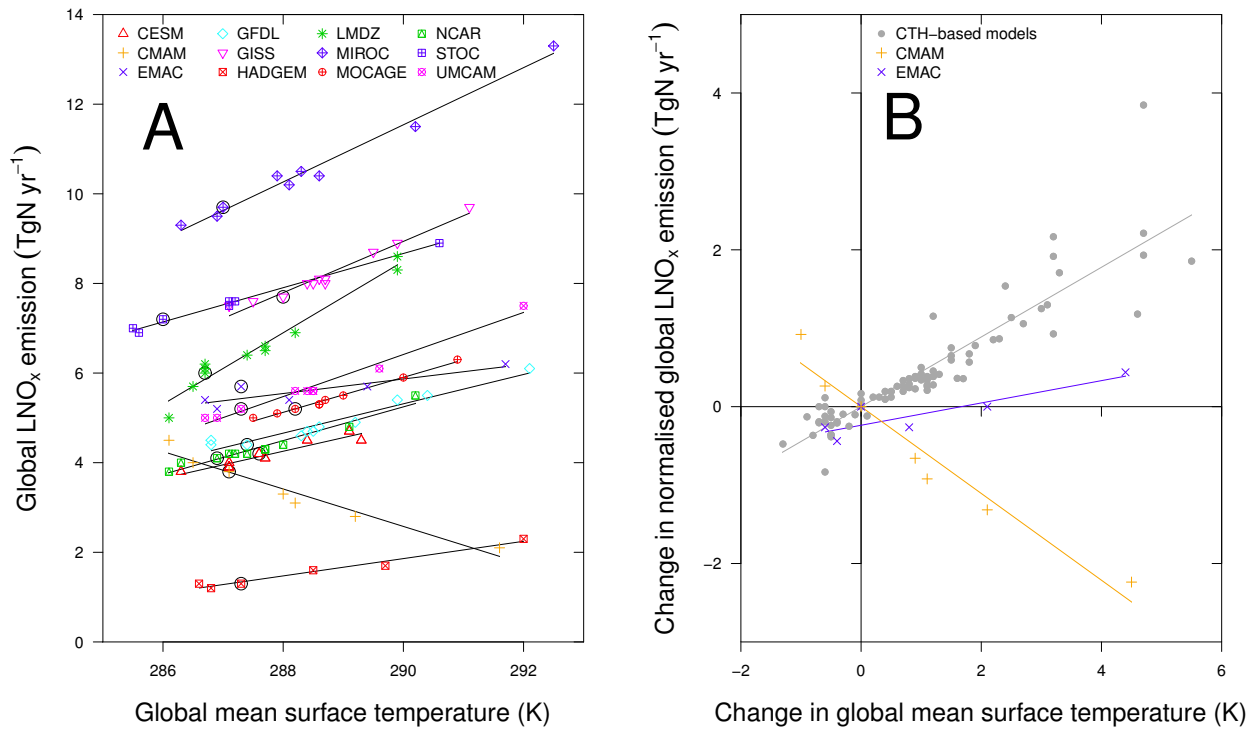 A
CESM GFDL LMDZ NCAR
CMAM GISS MIROC STOC
EMAC HADGEM MOCAGE UMCAM
14
12
10
8
6
4
2
0
286 288 290 292
Global LNOx emission (TgN yr−1)
Global mean surface temperature (K)
B
CTH−based models
CMAM
EMAC
4
2
0
−2
−2 0 2 4 6
Change in normalised global LNOx emission (TgN yr−1)
Change in global mean surface temperature (K)